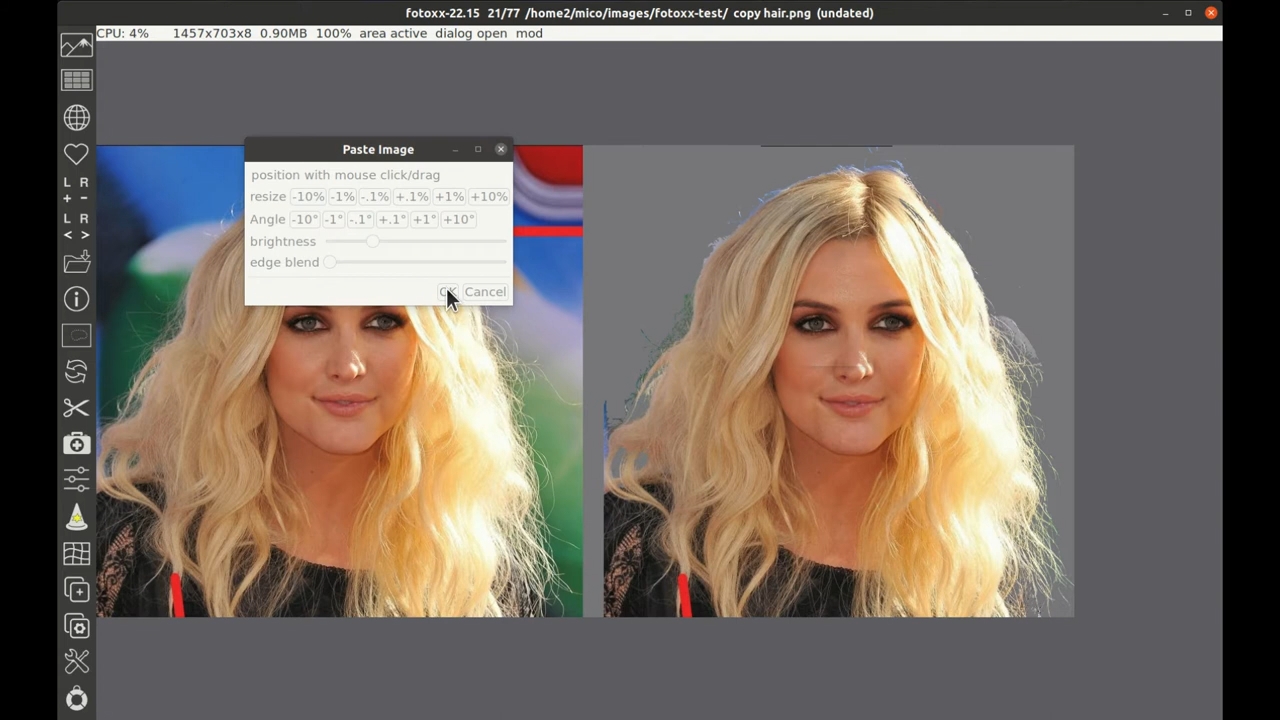 fotoxx-22.15 21/77 /home2/mico/images/fotoxx-test/ copy hair.png (undated)
CPU: 4% 1457x703x8 0.90MB 100% area active dialog open mod
Paste Image
position with mouse click/drag
resize -10% -1% -.1% +.1% +1% +10%
Angle -10° -1° -.1° +.1° +1° +10°
brightness
edge blend
Cancel
L R
+ -
L R
< >